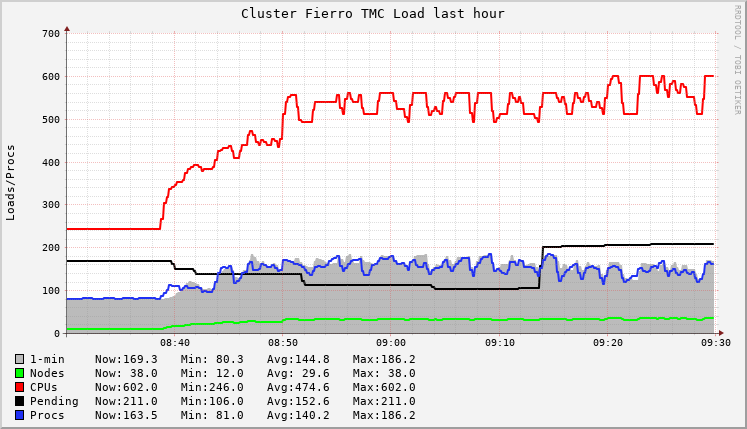 Cluster Fierro TMC Load last hour
RRDTOOL / TOBI OETIKER
Loads/Procs
700
600
500
400
300
200
100
0
08:40 08:50 09:00 09:10 09:20 09:30
1-min Now:169.3 Min: 80.3 Avg:144.8 Max:186.2
Nodes Now: 38.0 Min: 12.0 Avg: 29.6 Max: 38.0
CPUs Now:602.0 Min:246.0 Avg:474.6 Max:602.0
Pending Now:211.0 Min:106.0 Avg:152.6 Max:211.0
Procs Now:163.5 Min: 81.0 Avg:140.2 Max:186.2